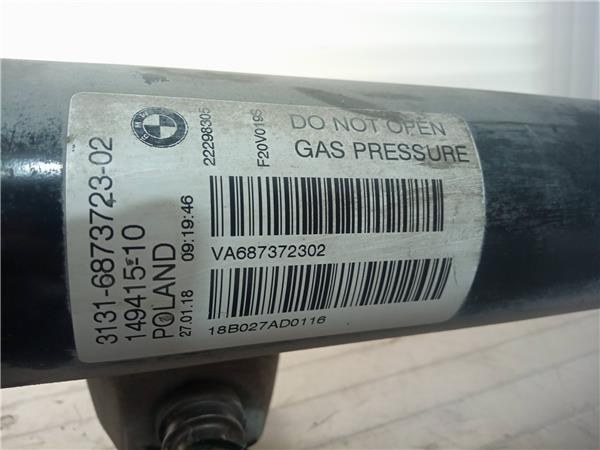 BMW
22298305
F20V019S
DO NOT OPEN
GAS PRESSURE
3131-6873723-02
149415-10
POLAND
27.01.18 09:19:46
VA687372302
18B027AD0116